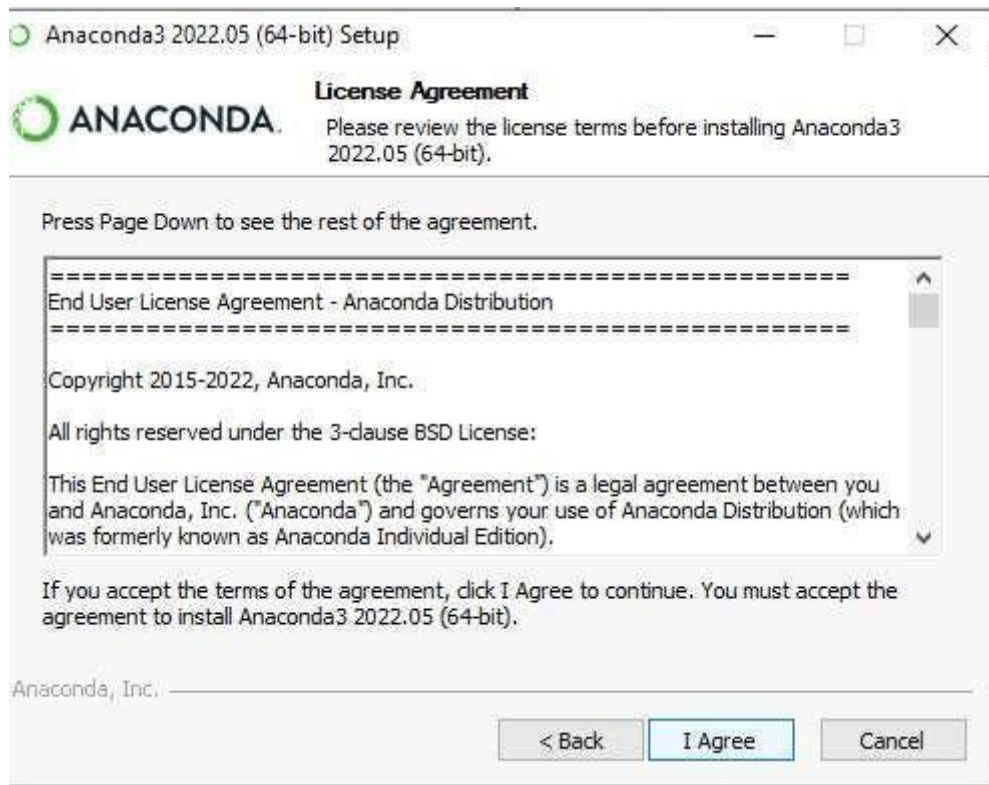 Anaconda3 2022.05 (64-bit) Setup
ANACONDA.
License Agreement
Please review the license terms before installing Anaconda3
2022.05 (64-bit).
Press Page Down to see the rest of the agreement.
==================================================
End User License Agreement - Anaconda Distribution
==================================================
Copyright 2015-2022, Anaconda, Inc.
All rights reserved under the 3-clause BSD License:
This End User License Agreement (the "Agreement") is a legal agreement between you
and Anaconda, Inc. ("Anaconda") and governs your use of Anaconda Distribution (which
was formerly known as Anaconda Individual Edition).
If you accept the terms of the agreement, click I Agree to continue. You must accept the
agreement to install Anaconda3 2022.05 (64-bit).
Anaconda, Inc.
< Back
I Agree
Cancel